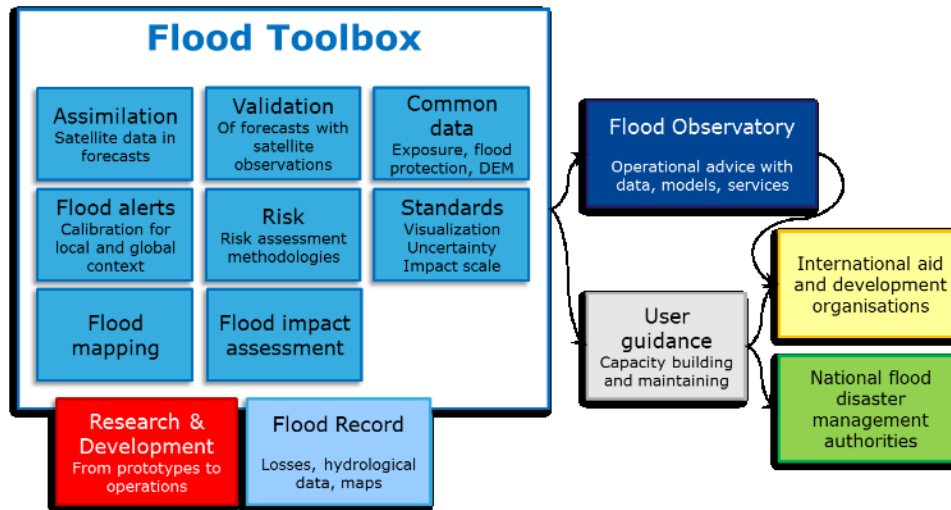 Flood Toolbox
Assimilation
Satellite data in
forecasts
Validation
Of forecasts with
satellite
observations
Common
data
Exposure, flood
protection, DEM
Flood alerts
Calibration for
local and global
context
Risk
Risk assessment
methodologies
Standards
Visualization
Uncertainty
Impact scale
Flood
mapping
Flood impact
assessment
Research &
Development
From prototypes to
operations
Flood Record
Losses, hydrological
data, maps
Flood Observatory
Operational advice with
data, models, services
User
guidance
Capacity building
and maintaining
International aid
and development
organisations
National flood
disaster
management
authorities